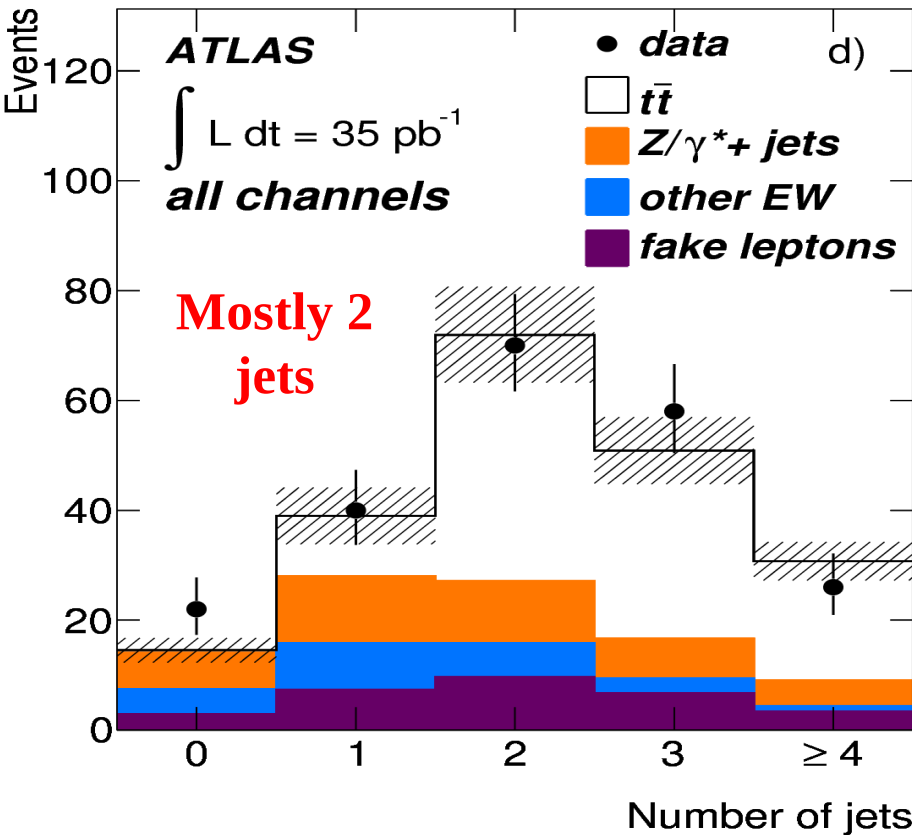 Events
120
100
80
60
40
20
0
ATLAS
∫ L dt = 35 pb⁻¹
all channels
d)
data
tt̄
Z/γ*+ jets
other EW
fake leptons
Mostly 2
jets
0 1 2 3 ≥ 4
Number of jets